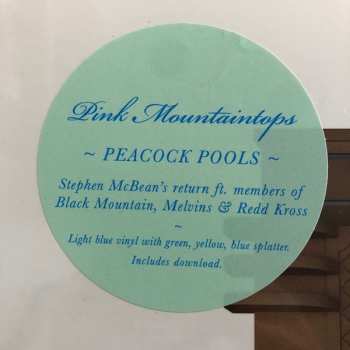 Pink Mountaintops
~ PEACOCK POOLS ~
Stephen McBean's return ft. members of
Black Mountain, Melvins & Redd Kross
~
Light blue vinyl with green, yellow, blue splatter.
Includes download.